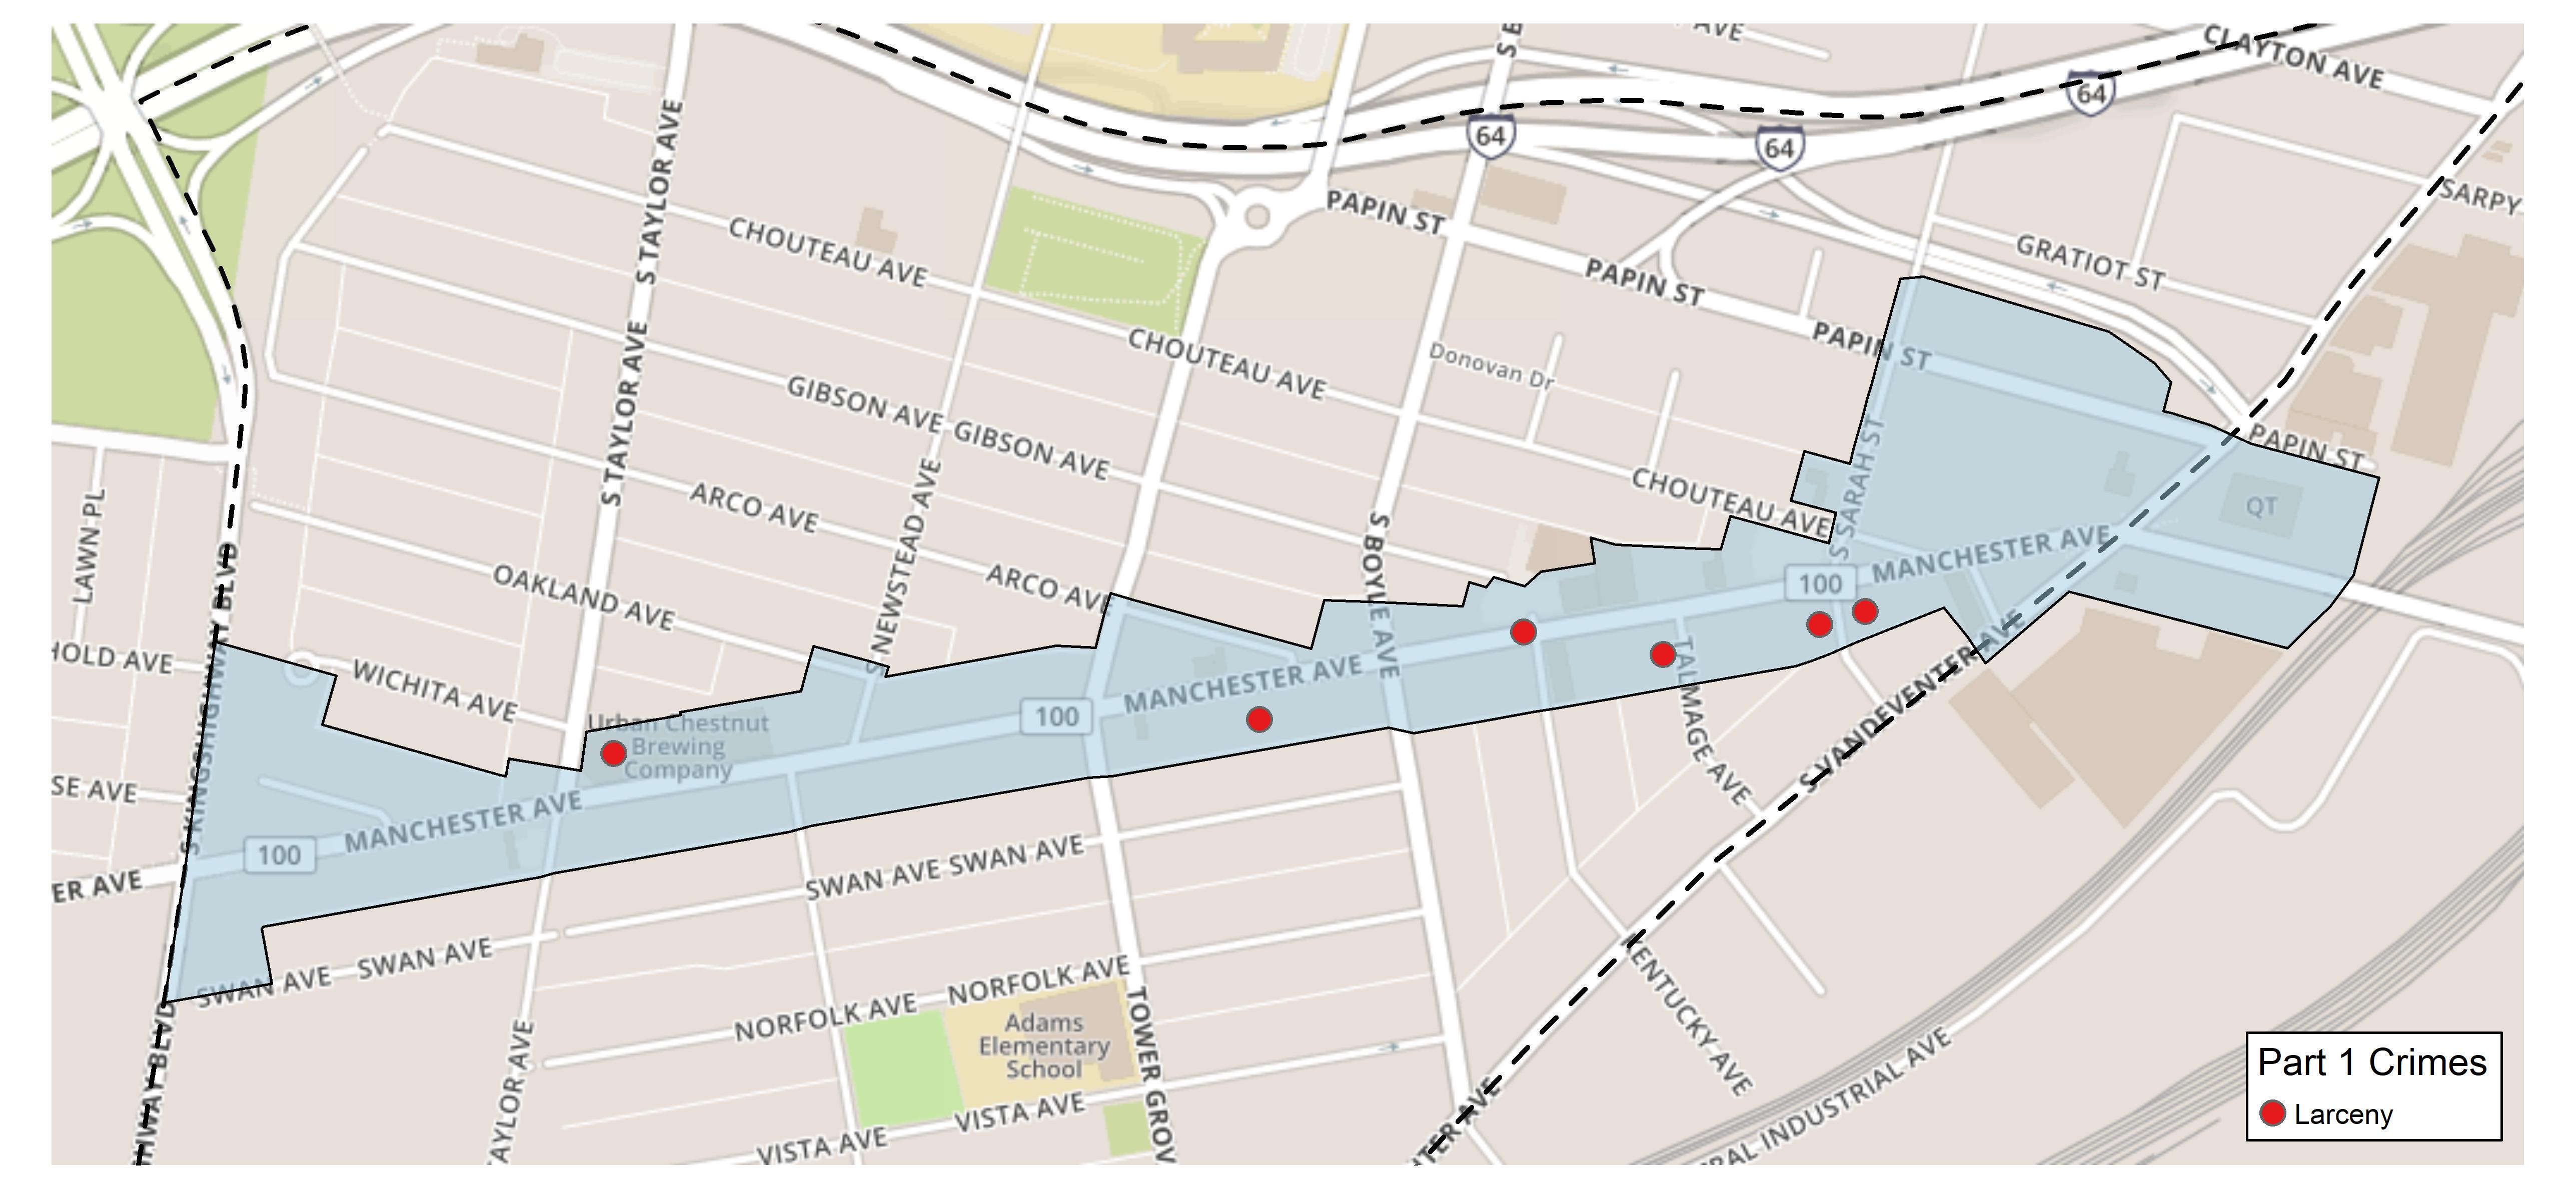 CLAYTON AVE
S B
AVE
64
64
64
SARPY
S TAYLOR AVE
S TAYLOR AVE
S TAYLOR AVE
PAPIN ST
PAPIN ST
PAPIN ST
PAPIN ST
GRATIOT ST
CHOUTEAU AVE
CHOUTEAU AVE
CHOUTEAU AVE
Donovan Dr
GIBSON AVE
GIBSON AVE
ARCO AVE
ARCO AVE
OAKLAND AVE
S NEWSTEAD AVE
S BOYLE AVE
S SARAH ST
QT
LAWN PL
HOLD AVE
SE AVE
ER AVE
S KINGSHIGHWAY BLVD
WICHITA AVE
Urban Chestnut
Brewing
Company
100
MANCHESTER AVE
100
MANCHESTER AVE
100
MANCHESTER AVE
TALMAGE AVE
S VANDEVENTER AVE
SWAN AVE
SWAN AVE
SWAN AVE
SWAN AVE
NORFOLK AVE
NORFOLK AVE
Adams
Elementary
School
TOWER GROV
VISTA AVE
VISTA AVE
TAYLOR AVE
HWAY BLVD
KENTUCKY AVE
NTER AVE
RAL INDUSTRIAL AVE
Part 1 Crimes
Larceny